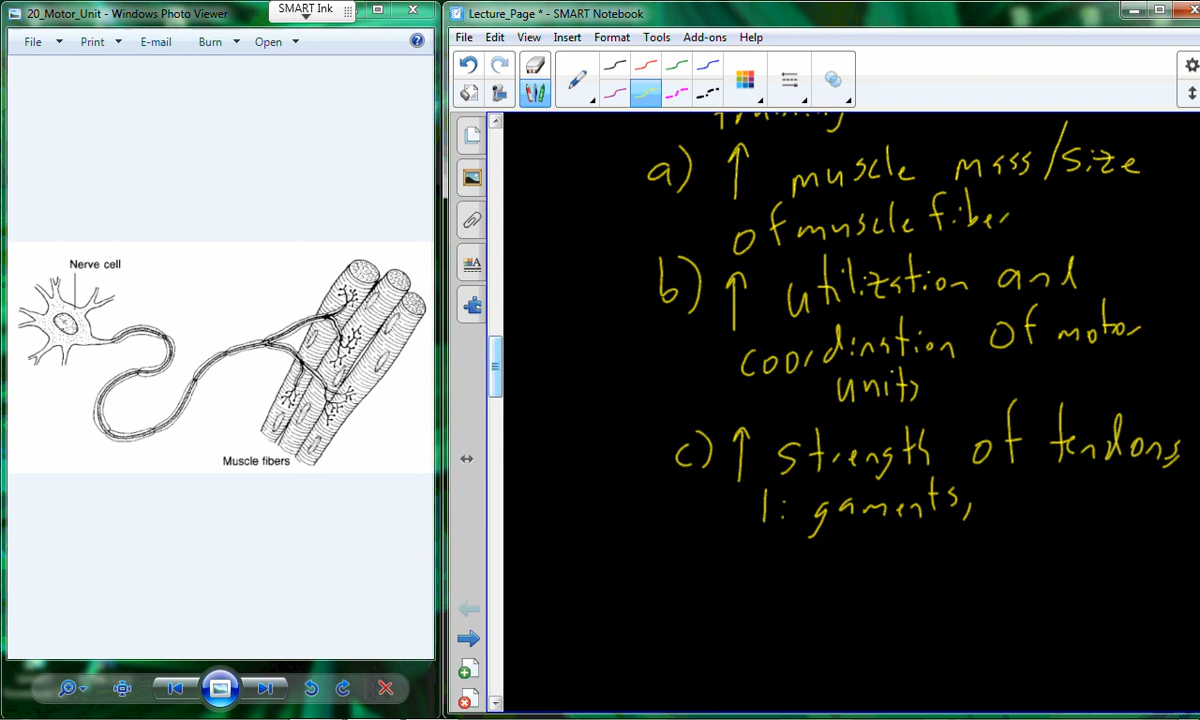 20_Motor_Unit - Windows Photo Viewer
SMART Ink
File Print E-mail Burn Open
Nerve cell
Muscle fibers
Lecture_Page * - SMART Notebook
File Edit View Insert Format Tools Add-ons Help
training
a) ↑ muscle mass/size
of muscle fiber
b) ↑ utilization and
coordination of motor
units
c) ↑ strength of tendons,
ligaments,